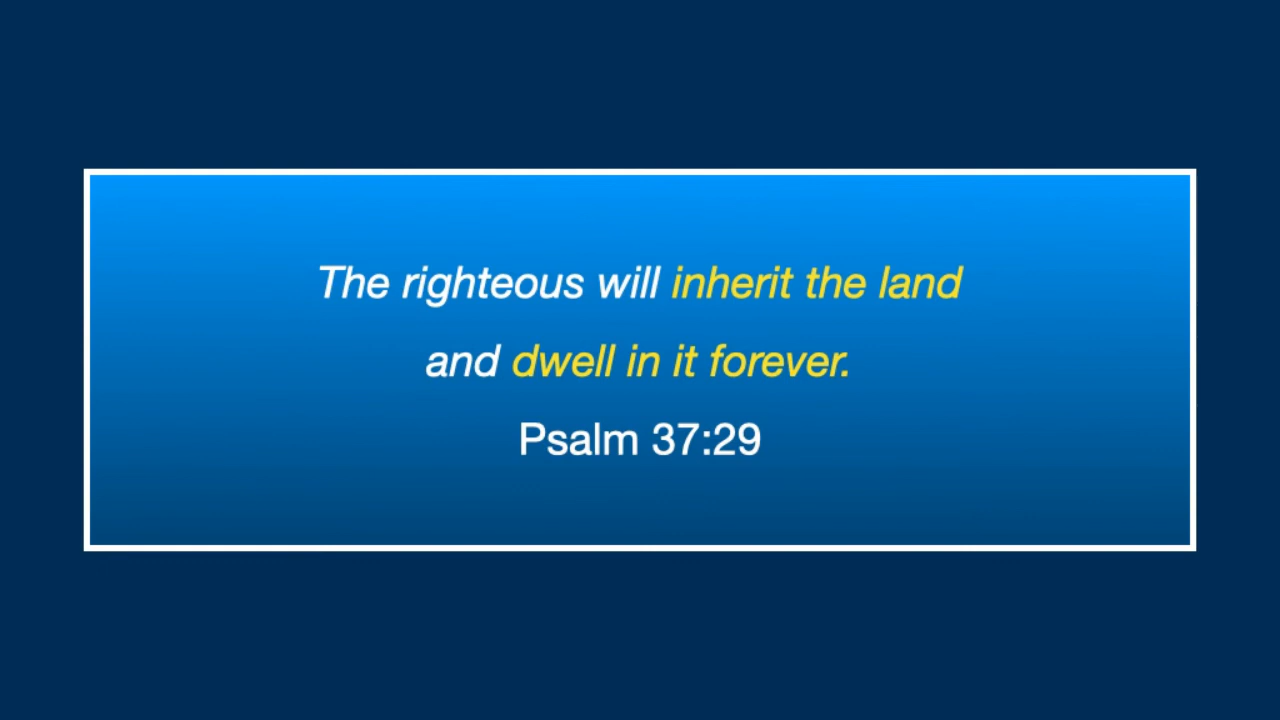 The righteous will inherit the land
and dwell in it forever.
Psalm 37:29